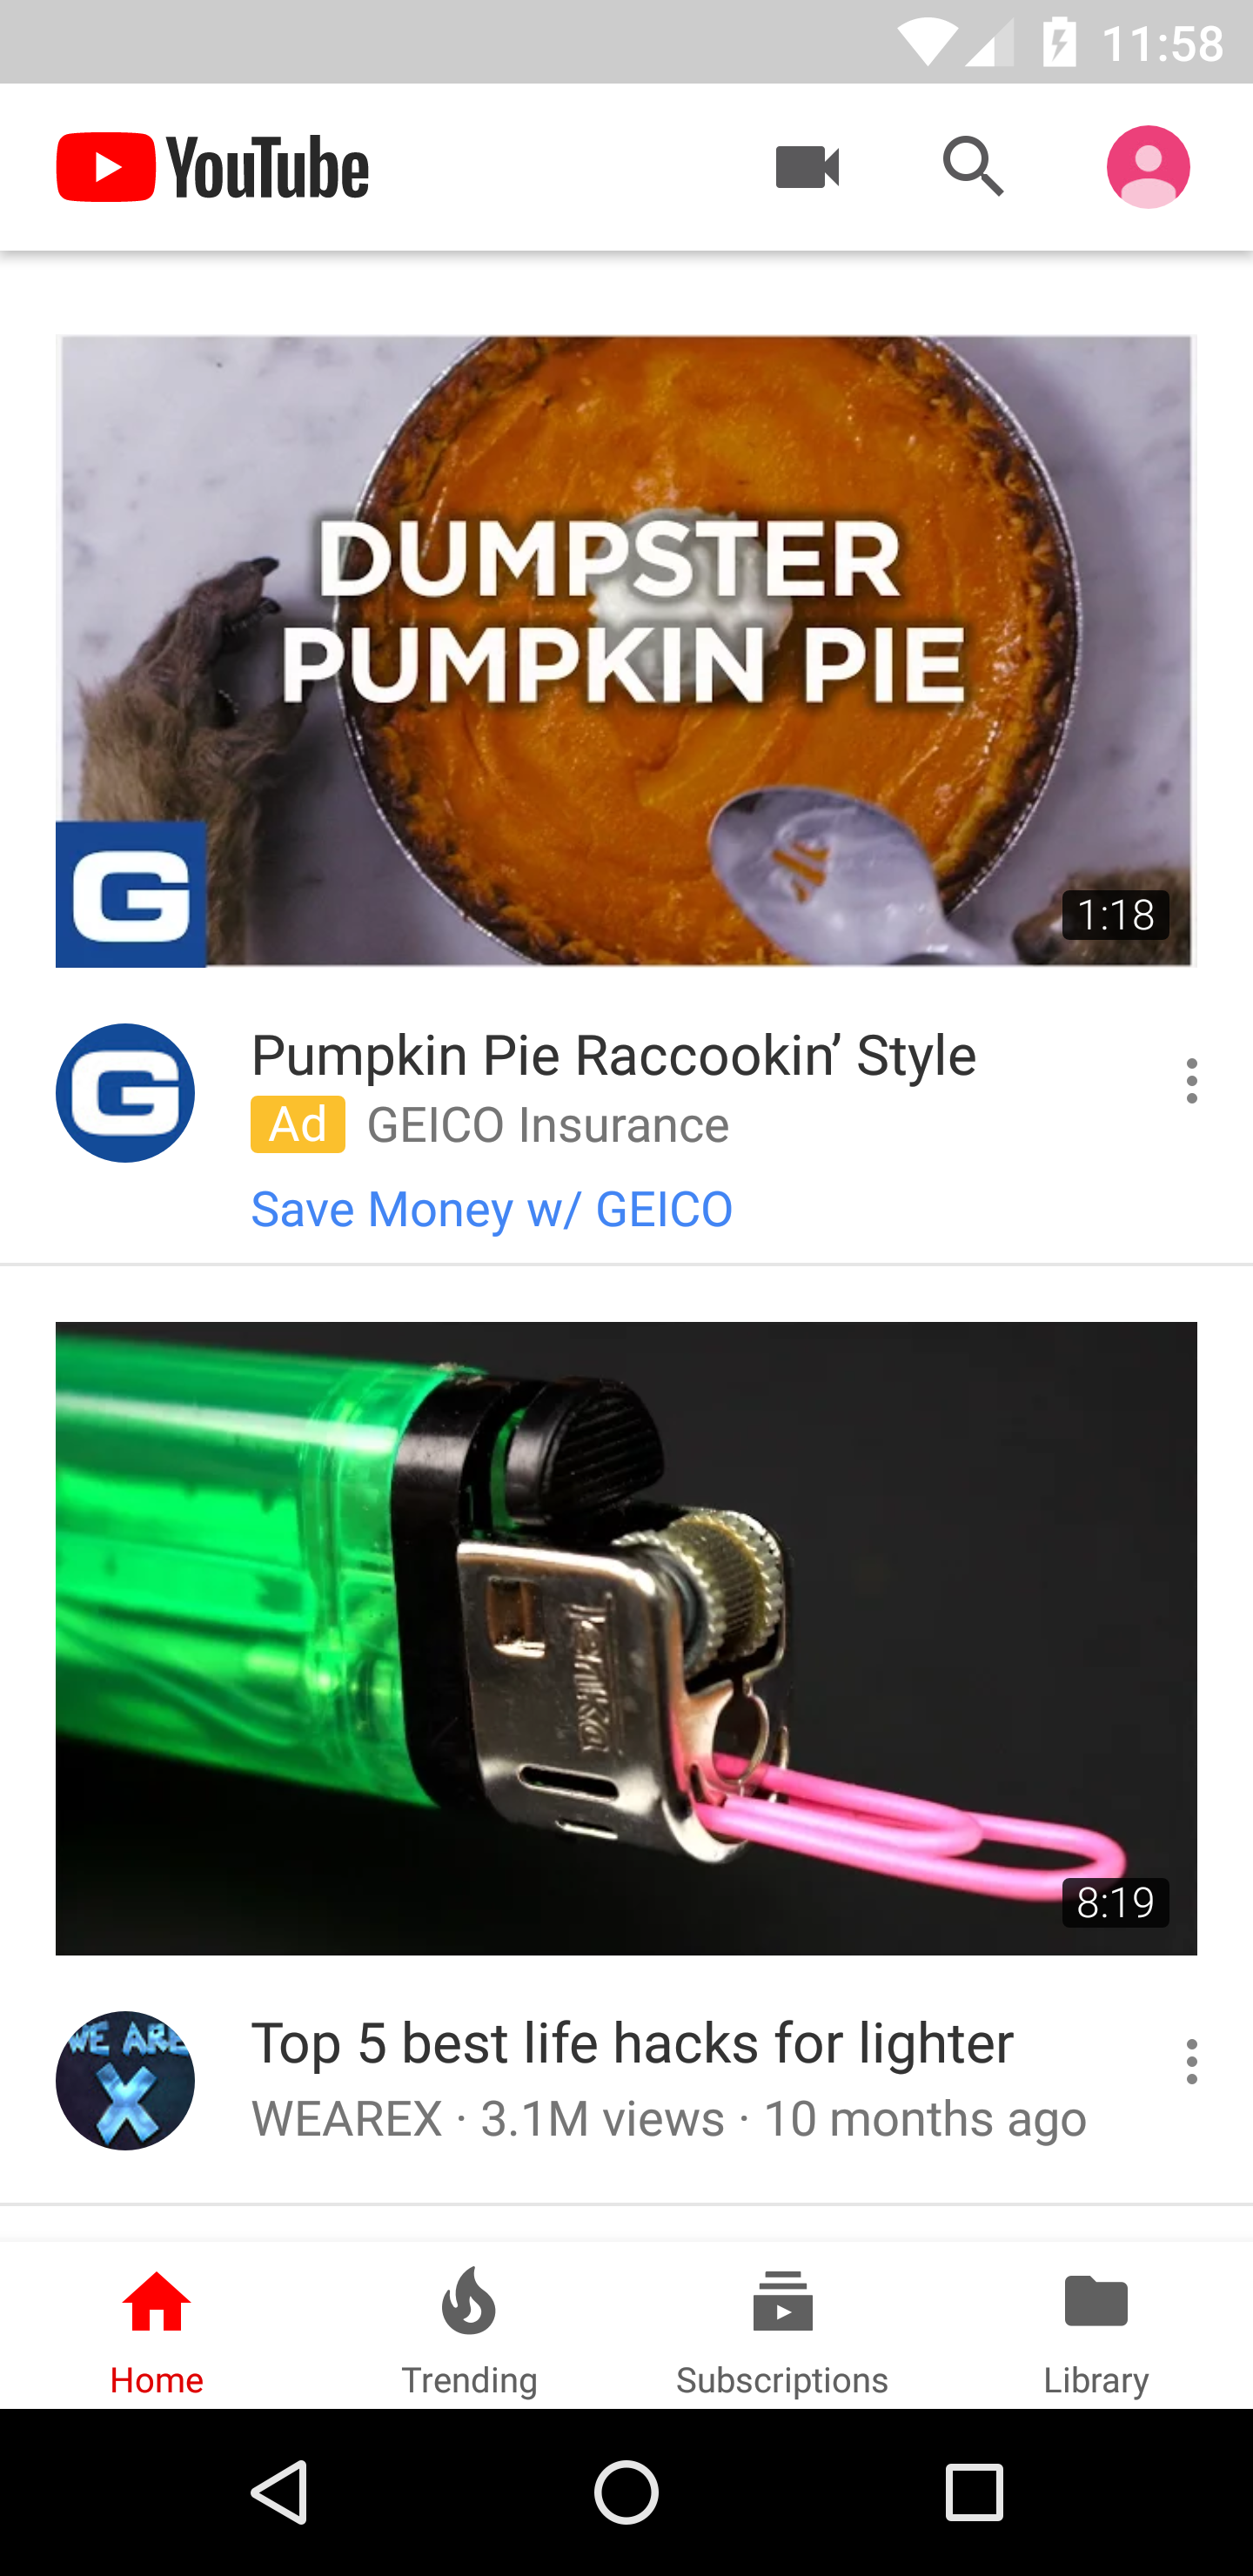 11:58
YouTube
DUMPSTER
PUMPKIN PIE
G
1:18
G
Pumpkin Pie Raccookin’ Style
Ad GEICO Insurance
Save Money w/ GEICO
8:19
WE ARE
X
Top 5 best life hacks for lighter
WEAREX · 3.1M views · 10 months ago
Home
Trending
Subscriptions
Library